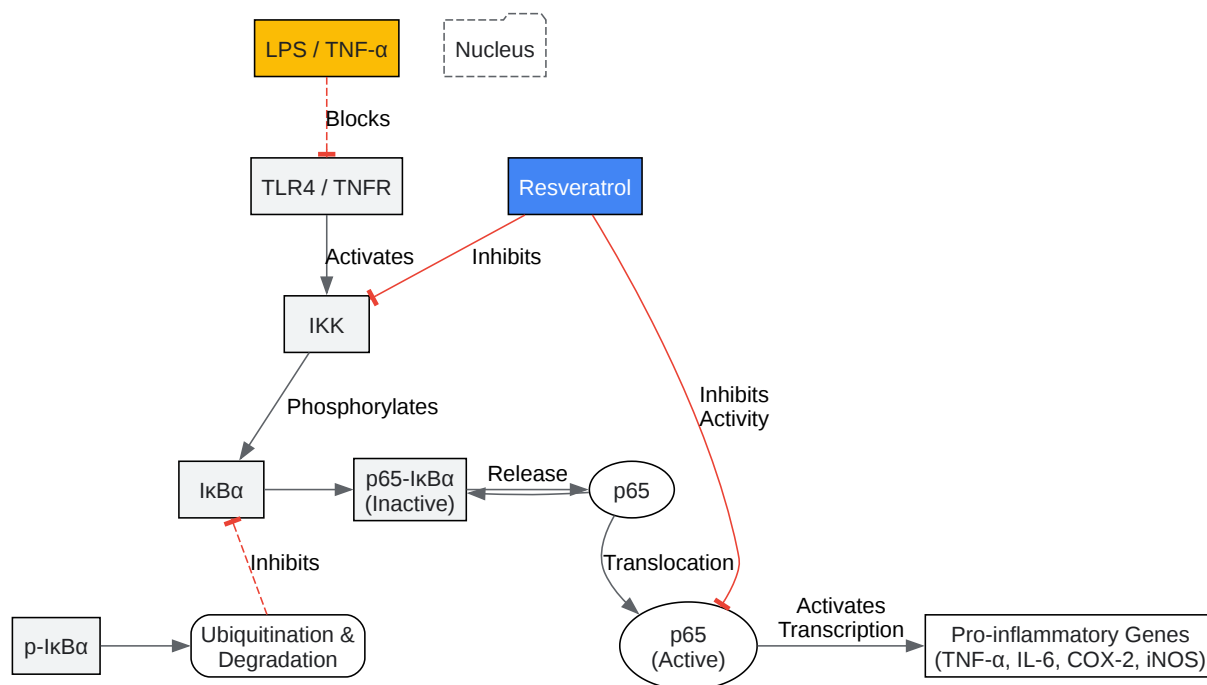 LPS / TNF-α
Nucleus
Blocks
TLR4 / TNFR
Resveratrol
Activates
Inhibits
IKK
Inhibits
Activity
Phosphorylates
IκBα
p65-IκBα
(Inactive)
Release
p65
Inhibits
Translocation
p-IκBα
Ubiquitination &
Degradation
p65
(Active)
Activates
Transcription
Pro-inflammatory Genes
(TNF-α, IL-6, COX-2, iNOS)